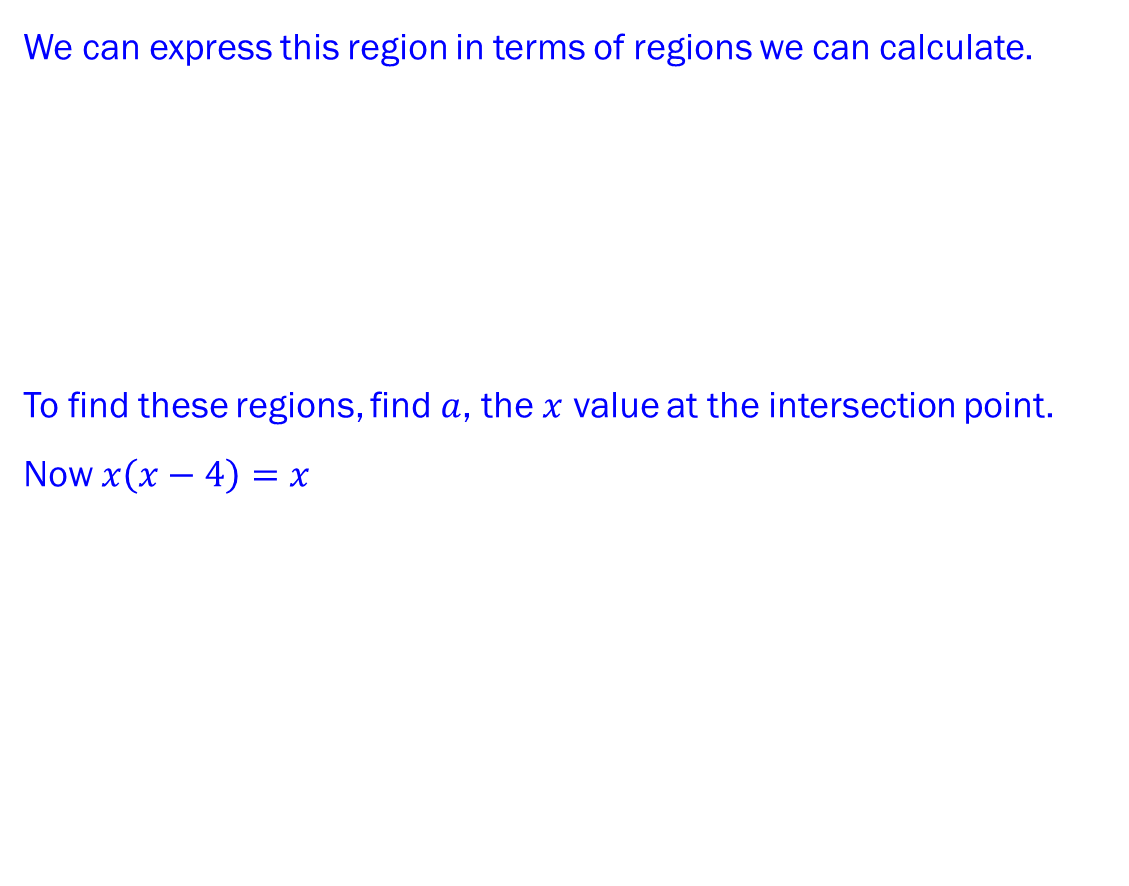 We can express this region in terms of regions we can calculate.
To find these regions, find 𝑎, the 𝑥 value at the intersection point.
Now 𝑥(𝑥 − 4) = 𝑥